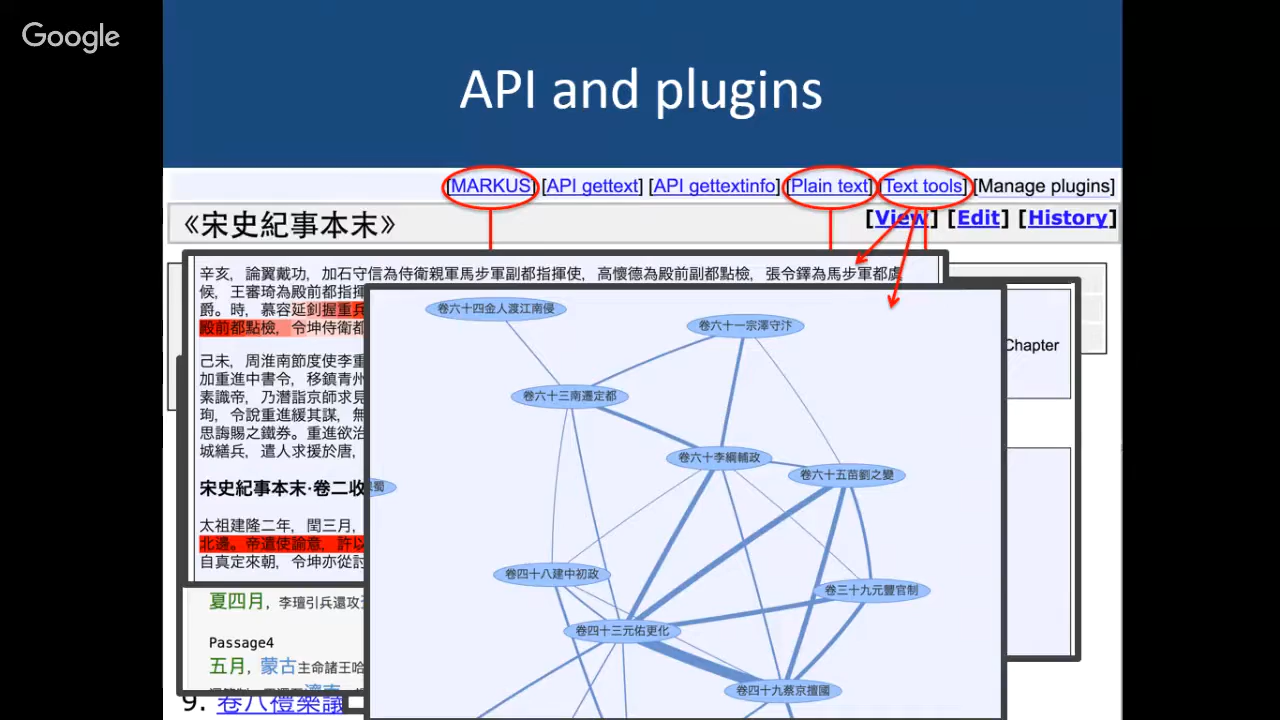 Google
API and plugins
[MARKUS] [API gettext] [API gettextinfo] [Plain text] [Text tools] [Manage plugins]
《宋史紀事本末》
[View] [Edit] [History]
辛亥，論翼戴功，加石守信為侍衛親軍馬步軍副都指揮使，高懷德為殿前副都點檢，張令鐸為馬步軍都虞
候，王審琦為殿前都指揮
爵。時，慕容延釗握重兵
殿前都點檢，令坤侍衛都
己未，周淮南節度使李重
加重進中書令，移鎮青州
素識帝，乃潛詣京師求見
珣，令說重進緩其謀，無
思誨賜之鐵券。重進欲治
城繕兵，遣人求援於唐，
宋史紀事本末·卷二收
太祖建隆二年，閏三月，
北邊。帝遣使諭意，許以
自真定來朝，令坤亦從討
夏四月，李璮引兵還攻
Passage4
五月，蒙古主命諸王哈
9. 卷八禮樂議
Chapter
蜀
卷六十四金人渡江南侵
卷六十一宗澤守汴
卷六十三南遷定都
卷六十李綱輔政
卷六十五苗劉之變
卷四十八建中初政
卷三十九元豐官制
卷四十三元佑更化
卷四十九蔡京擅國